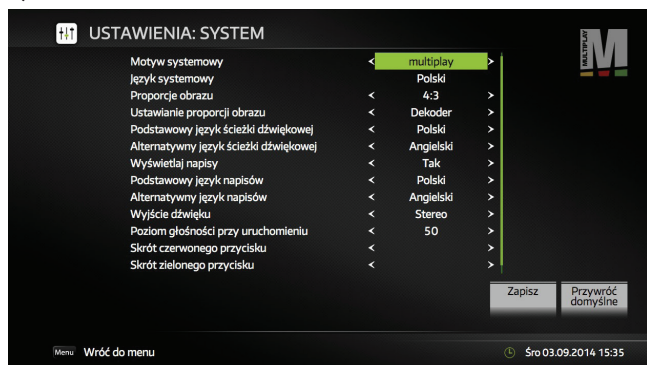 USTAWIENIA: SYSTEM
MULTIPLAY
M
Motyw systemowy < multiplay >
Język systemowy Polski
Proporcje obrazu < 4:3 >
Ustawianie proporcji obrazu < Dekoder >
Podstawowy język ścieżki dźwiękowej < Polski >
Alternatywny język ścieżki dźwiękowej < Angielski >
Wyświetlaj napisy < Tak >
Podstawowy język napisów < Polski >
Alternatywny język napisów < Angielski >
Wyjście dźwięku < Stereo >
Poziom głośności przy uruchomieniu < 50 >
Skrót czerwonego przycisku < >
Skrót zielonego przycisku < >
Zapisz
Przywróć
domyślne
Menu Wróć do menu
Śro 03.09.2014 15:35